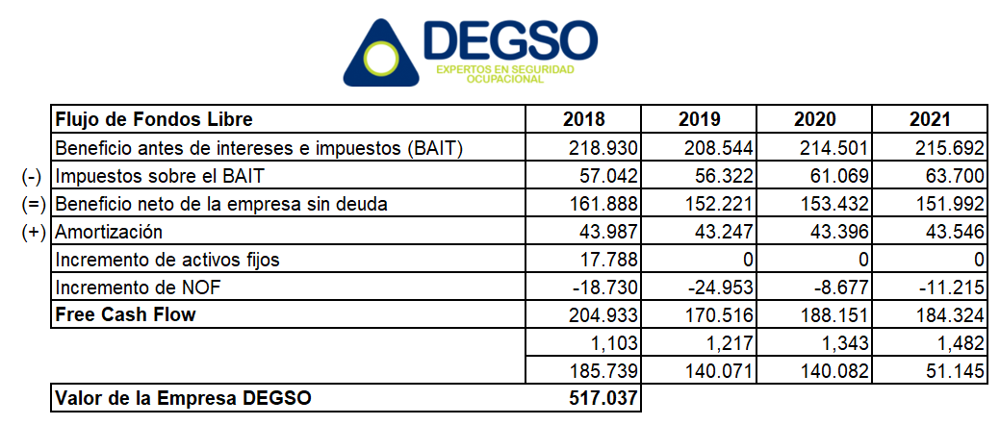 DEGSO
EXPERTOS EN SEGURIDAD
OCUPACIONAL
Flujo de Fondos Libre 2018 2019 2020 2021
Beneficio antes de intereses e impuestos (BAIT) 218.930 208.544 214.501 215.692
(-) Impuestos sobre el BAIT 57.042 56.322 61.069 63.700
(=) Beneficio neto de la empresa sin deuda 161.888 152.221 153.432 151.992
(+) Amortización 43.987 43.247 43.396 43.546
Incremento de activos fijos 17.788 0 0 0
Incremento de NOF -18.730 -24.953 -8.677 -11.215
Free Cash Flow 204.933 170.516 188.151 184.324
1,103 1,217 1,343 1,482
185.739 140.071 140.082 51.145
Valor de la Empresa DEGSO 517.037